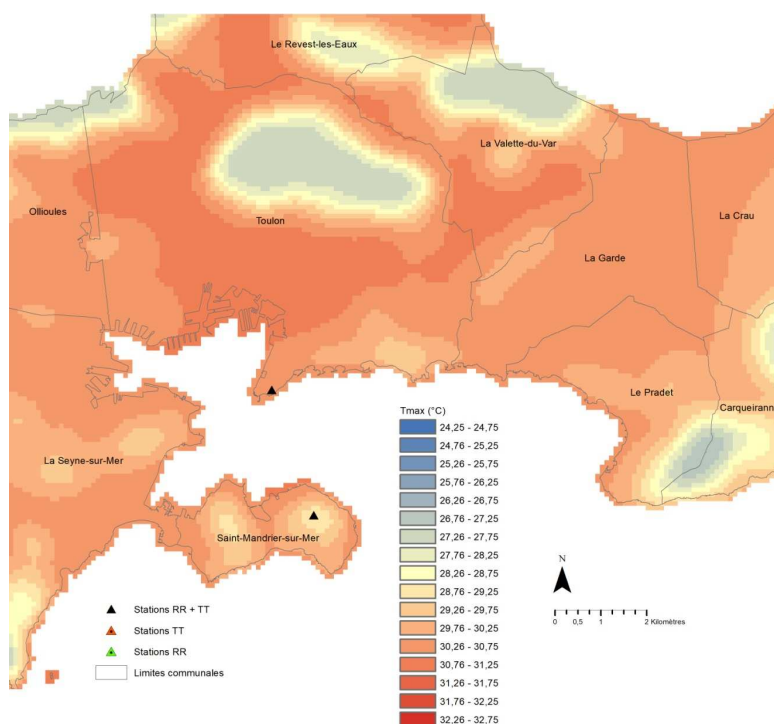 Le Revest-les-Eaux
La Valette-du-Var
Ollioules
Toulon
La Crau
La Garde
Le Pradet
Carqueirann
La Seyne-sur-Mer
Saint-Mandrier-sur-Mer
Tmax (°C)
24,25 - 24,75
24,76 - 25,25
25,26 - 25,75
25,76 - 26,25
26,26 - 26,75
26,76 - 27,25
27,26 - 27,75
27,76 - 28,25
28,26 - 28,75
28,76 - 29,25
29,26 - 29,75
29,76 - 30,25
30,26 - 30,75
30,76 - 31,25
31,26 - 31,75
31,76 - 32,25
32,26 - 32,75
Stations RR + TT
Stations TT
Stations RR
Limites communales
N
0 0,5 1 2 Kilomètres